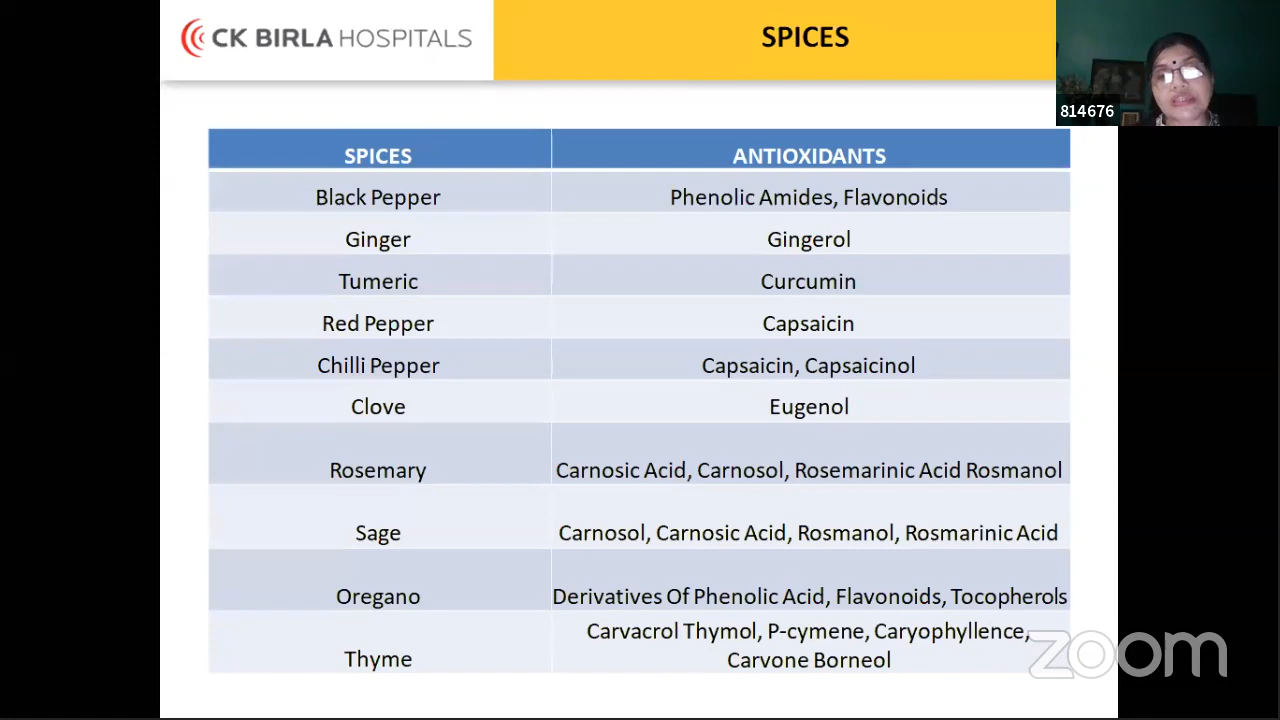 CK BIRLA HOSPITALS
SPICES
814676
SPICES ANTIOXIDANTS
Black Pepper Phenolic Amides, Flavonoids
Ginger Gingerol
Tumeric Curcumin
Red Pepper Capsaicin
Chilli Pepper Capsaicin, Capsaicinol
Clove Eugenol
Rosemary Carnosic Acid, Carnosol, Rosemarinic Acid Rosmanol
Sage Carnosol, Carnosic Acid, Rosmanol, Rosmarinic Acid
Oregano Derivatives Of Phenolic Acid, Flavonoids, Tocopherols
Carvacrol Thymol, P-cymene, Caryophyllence,
Thyme Carvone Borneol
zoom